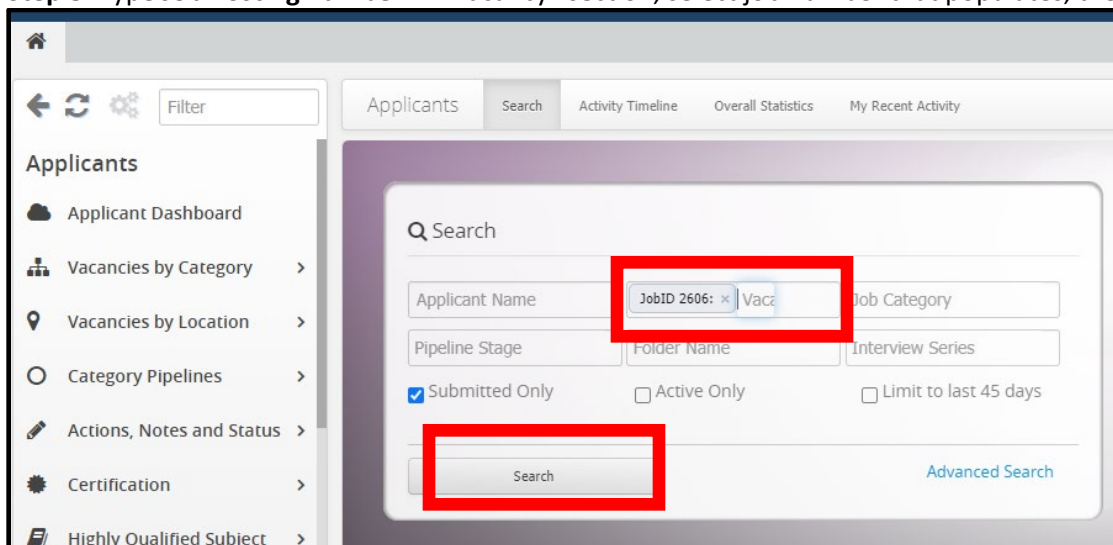 Filter
Applicants
Search
Activity Timeline
Overall Statistics
My Recent Activity
Applicants
Applicant Dashboard
Vacancies by Category
Vacancies by Location
Category Pipelines
Actions, Notes and Status
Certification
Highly Qualified Subject
Search
Applicant Name
JobID 2606: ×
Vaca
Job Category
Pipeline Stage
Folder Name
Interview Series
Submitted Only
Active Only
Limit to last 45 days
Search
Advanced Search